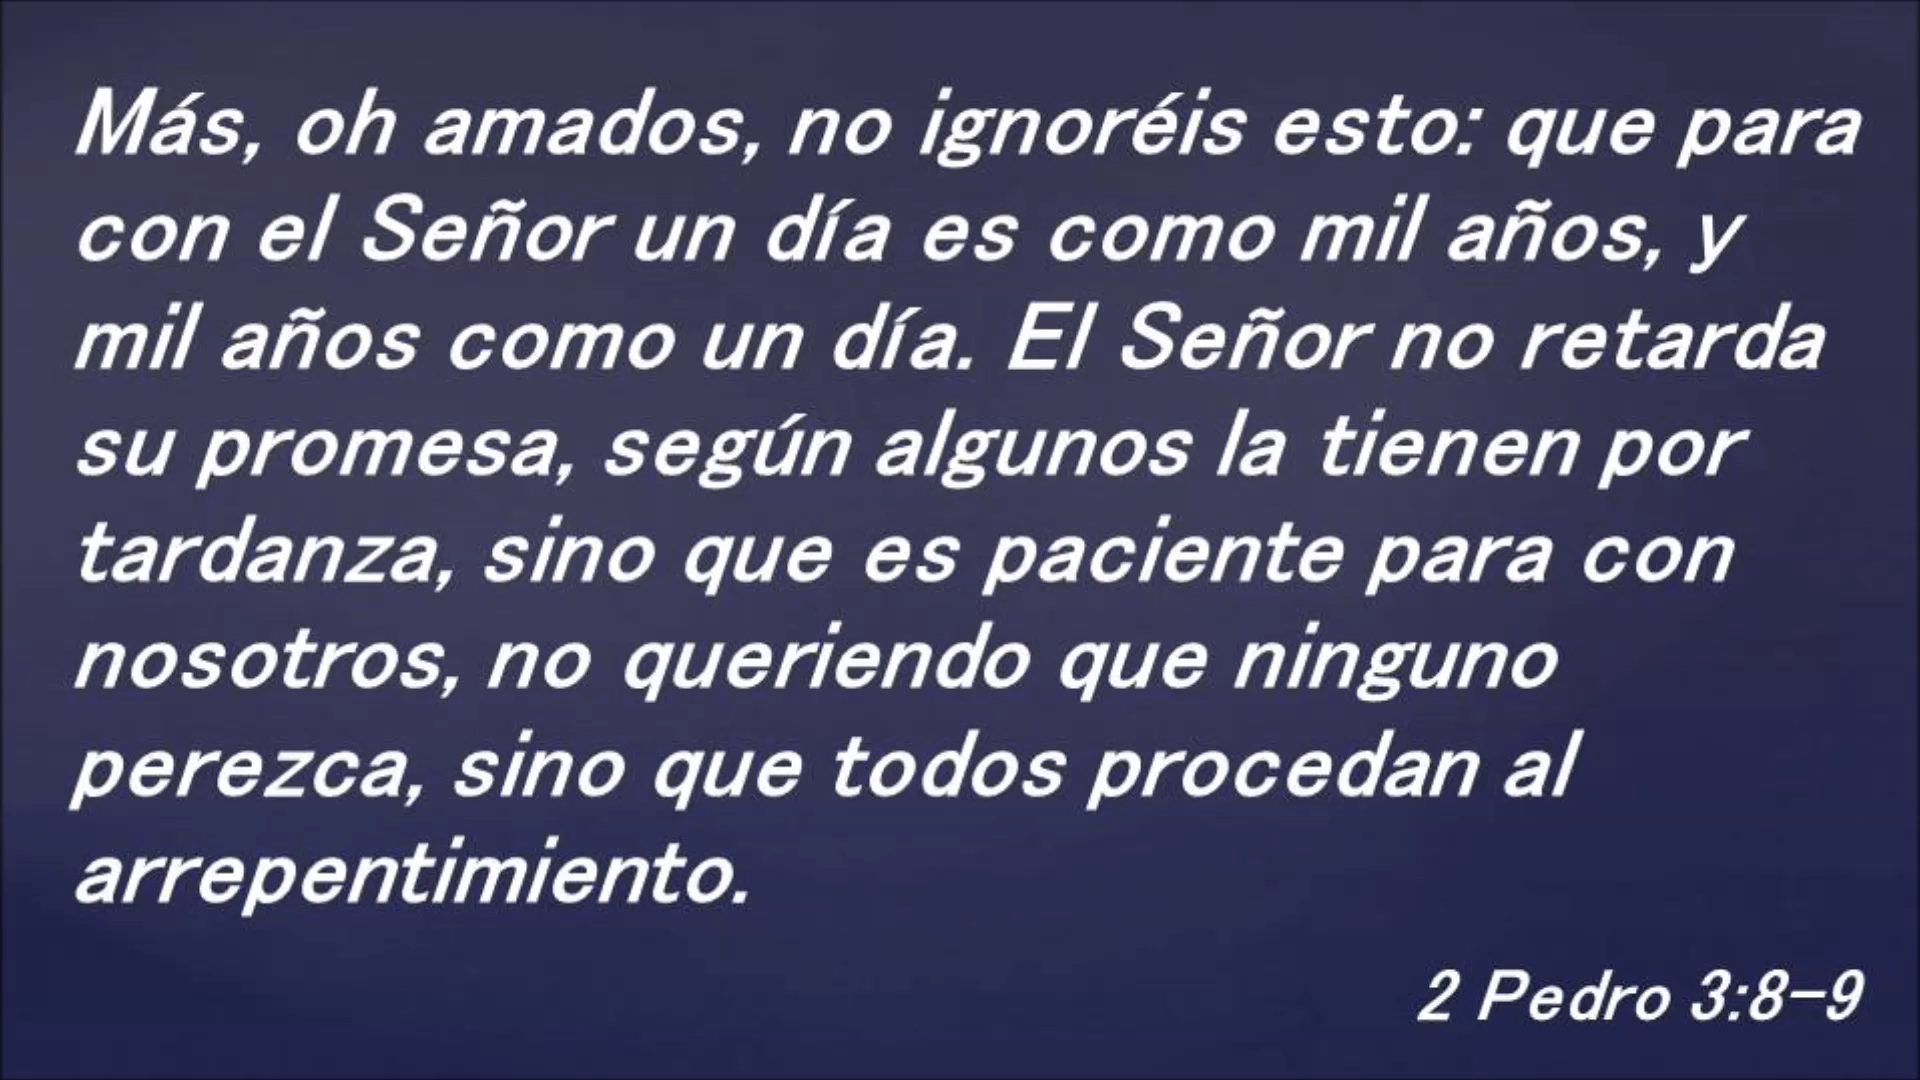 Más, oh amados, no ignoréis esto: que para
con el Señor un día es como mil años, y
mil años como un día. El Señor no retarda
su promesa, según algunos la tienen por
tardanza, sino que es paciente para con
nosotros, no queriendo que ninguno
perezca, sino que todos procedan al
arrepentimiento.
2 Pedro 3:8-9